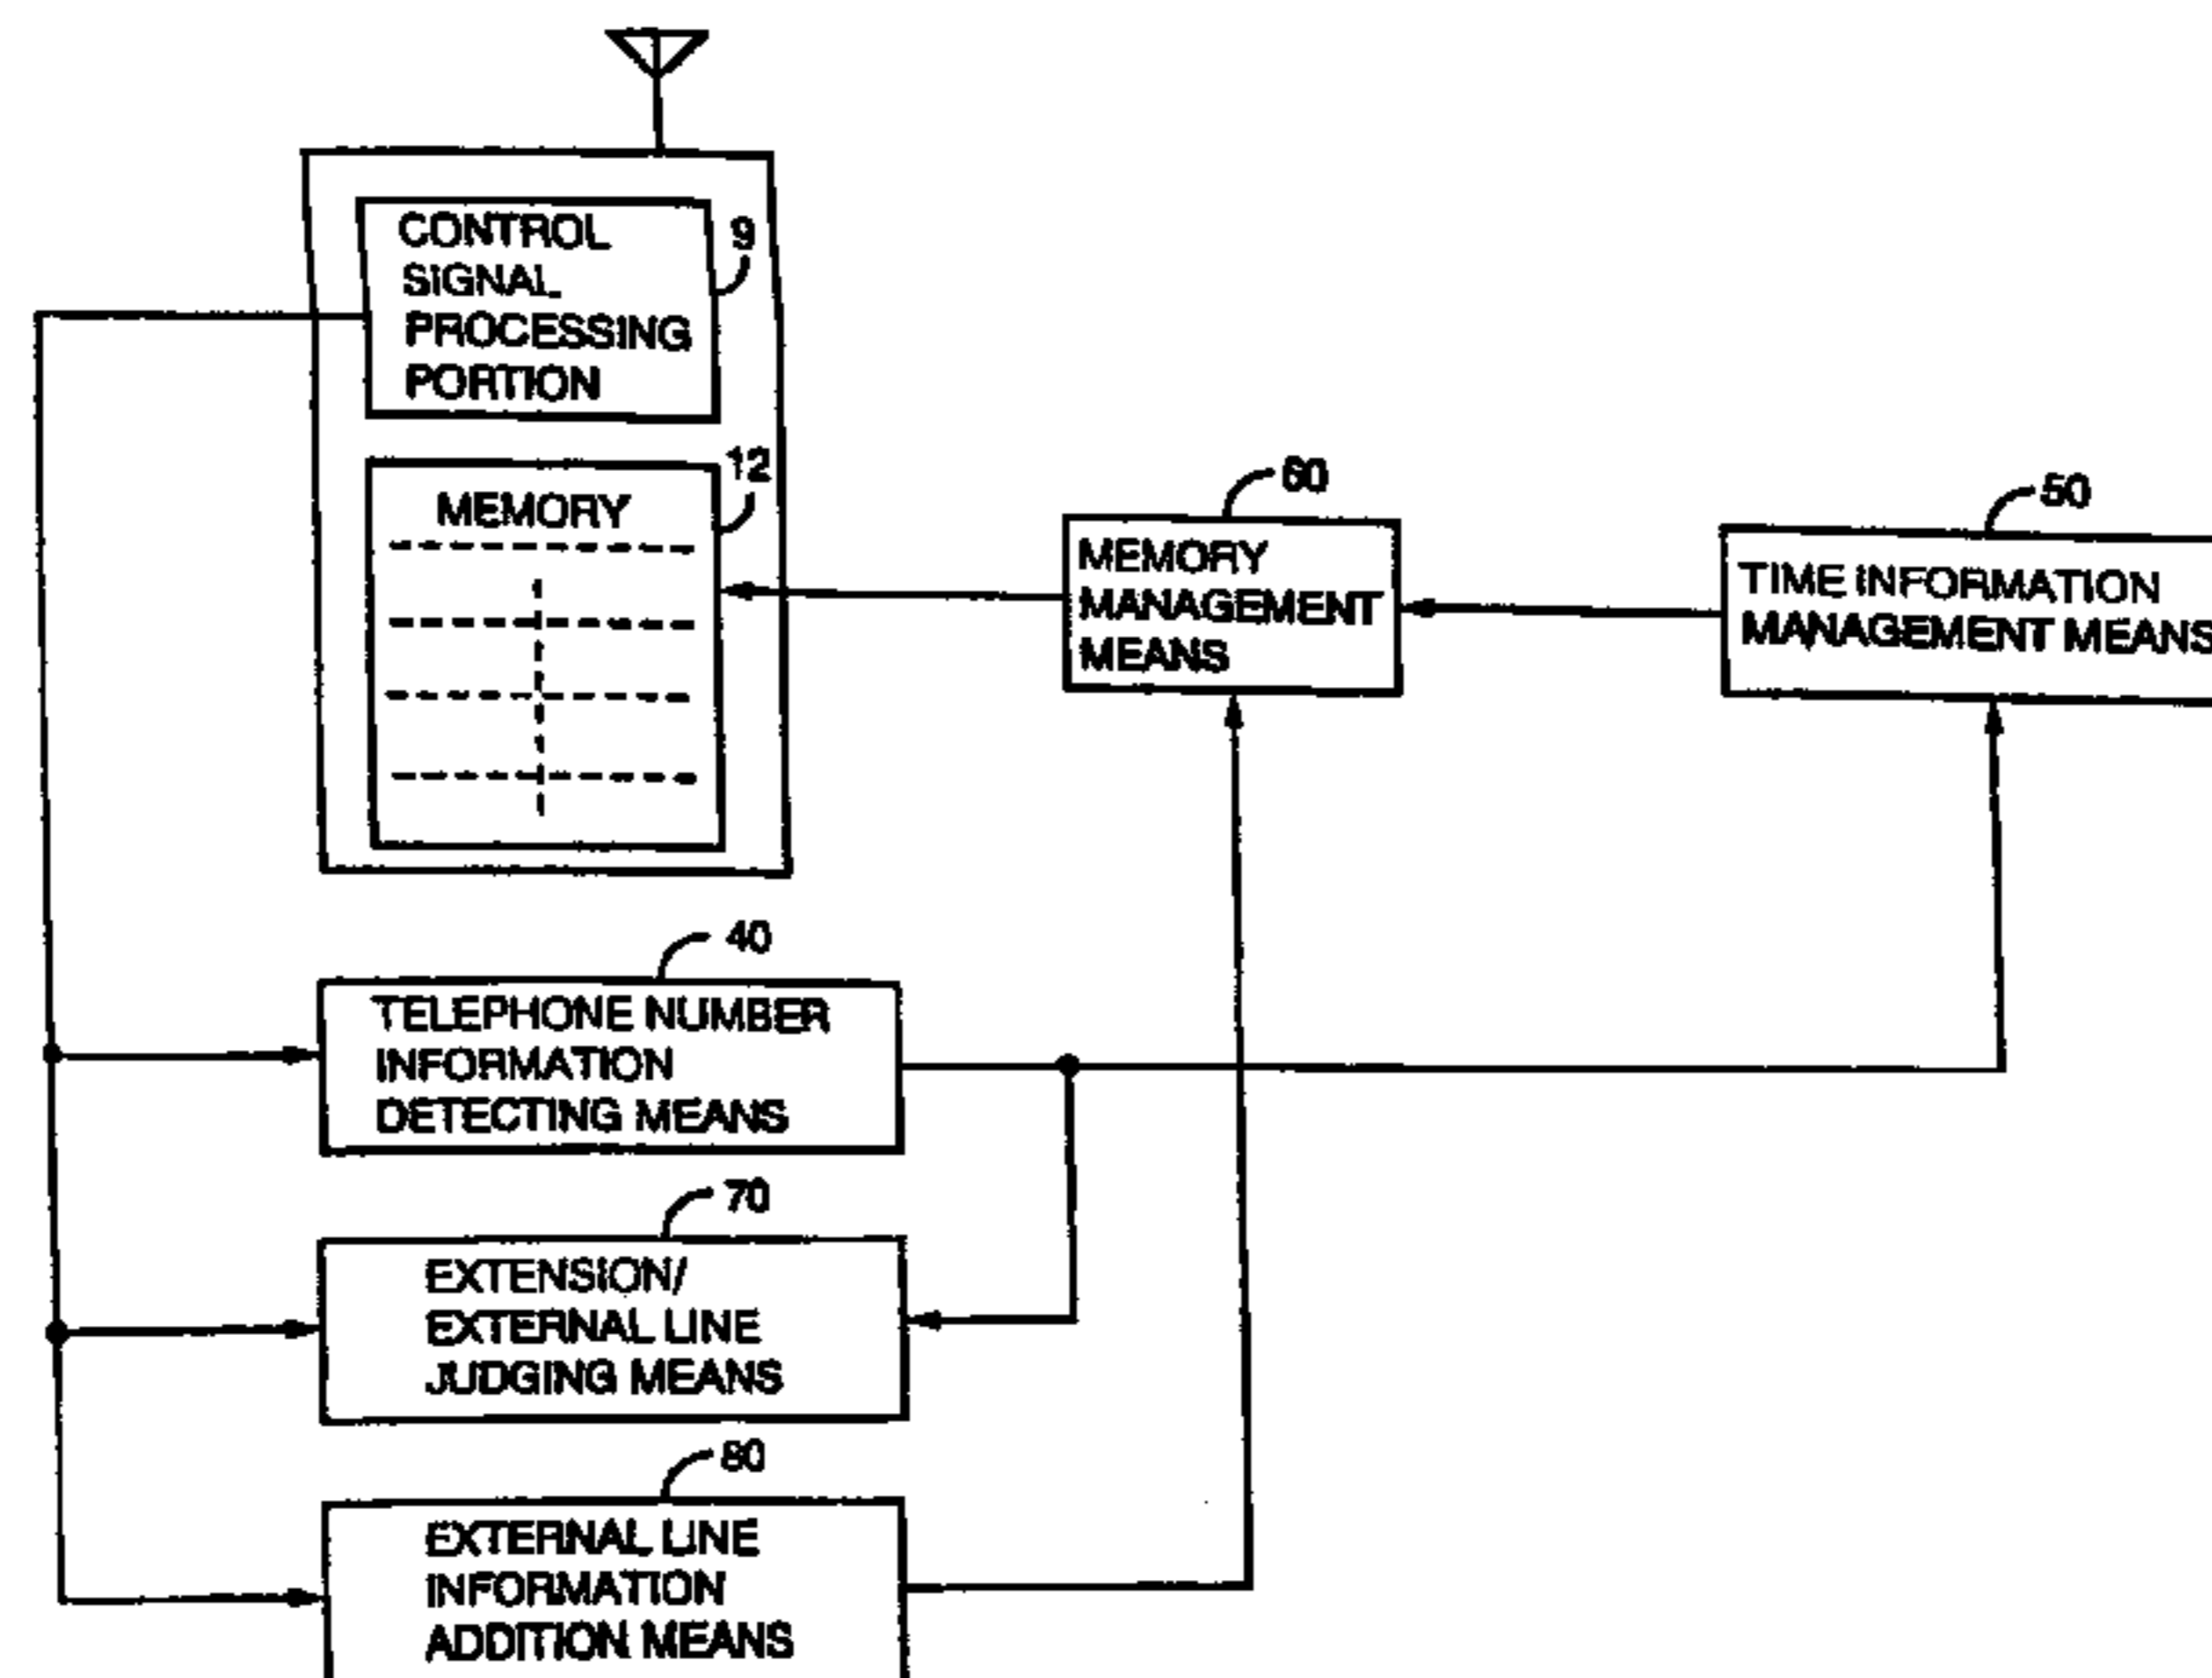 CONTROL
SIGNAL
PROCESSING
PORTION
9
12
MEMORY
60
MEMORY
MANAGEMENT
MEANS
50
TIME INFORMATION
MANAGEMENT MEANS
40
TELEPHONE NUMBER
INFORMATION
DETECTING MEANS
70
EXTENSION/
EXTERNAL LINE
JUDGING MEANS
80
EXTERNAL LINE
INFORMATION
ADDITION MEANS